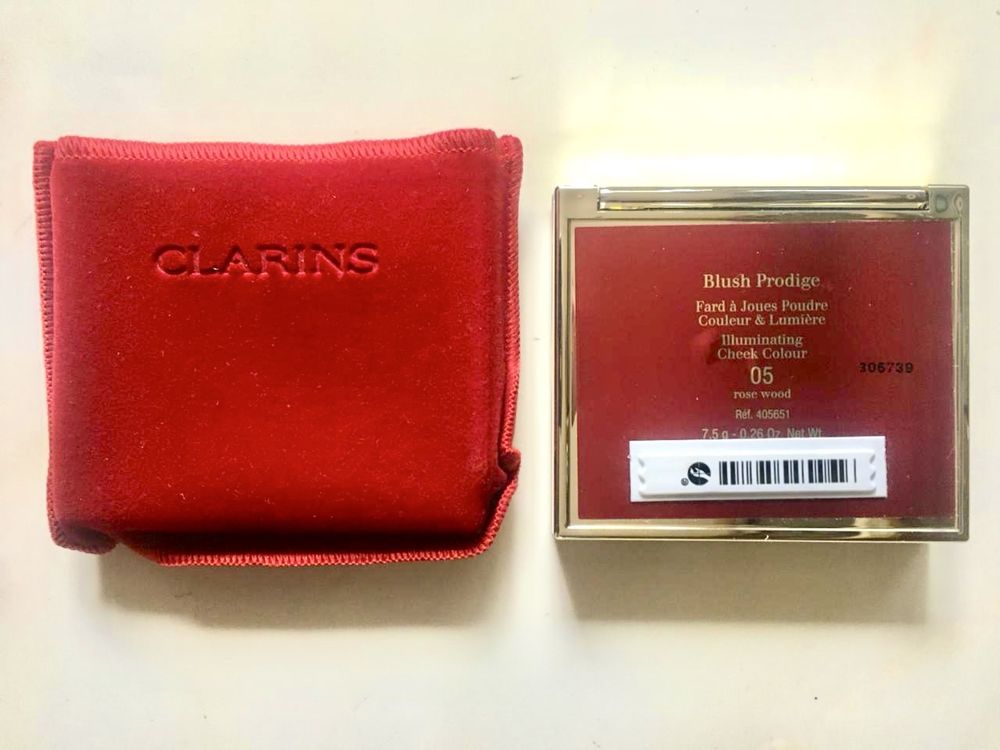 CLARINS
Blush Prodige
Fard à Joues Poudre
Couleur & Lumière
Illuminating
Cheek Colour
05
rose wood
306739
Réf. 405651
7.5 g - 0.26 Oz. Net Wt.